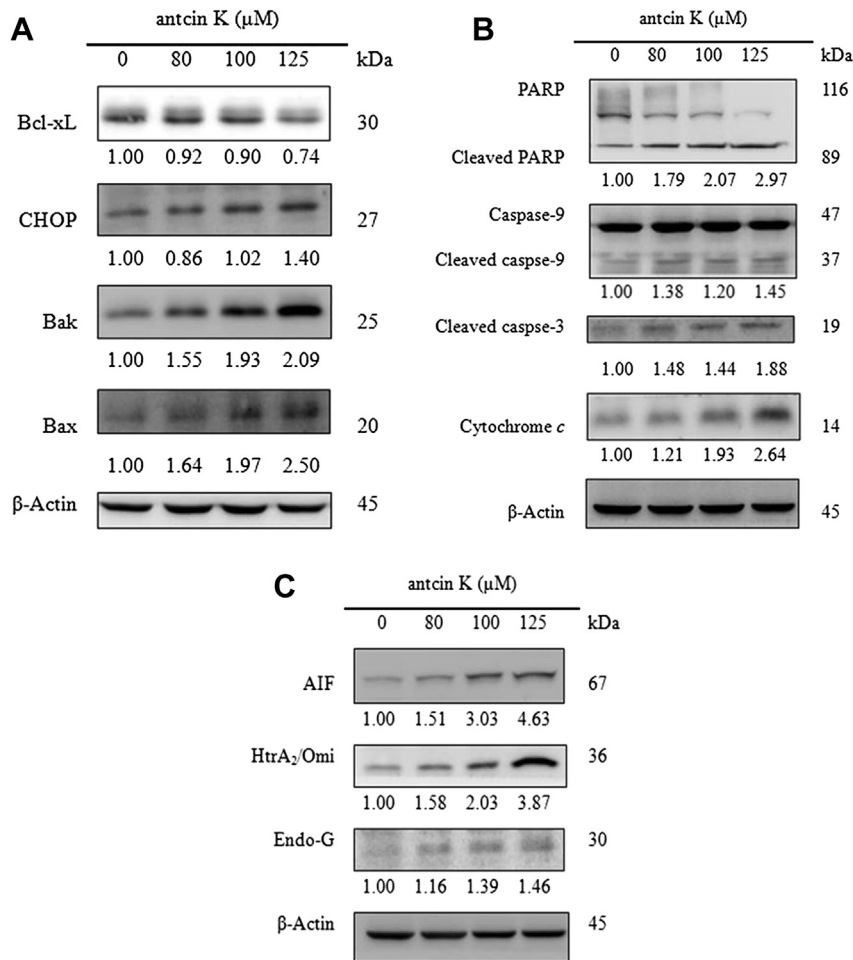 A
antcin K (µM)
0 80 100 125 kDa
Bcl-xL 30
1.00 0.92 0.90 0.74
CHOP 27
1.00 0.86 1.02 1.40
Bak 25
1.00 1.55 1.93 2.09
Bax 20
1.00 1.64 1.97 2.50
β-Actin 45
B
antcin K (µM)
0 80 100 125 kDa
PARP 116
Cleaved PARP 89
1.00 1.79 2.07 2.97
Caspase-9 47
Cleaved caspse-9 37
1.00 1.38 1.20 1.45
Cleaved caspse-3 19
1.00 1.48 1.44 1.88
Cytochrome c 14
1.00 1.21 1.93 2.64
β-Actin 45
C
antcin K (µM)
0 80 100 125 kDa
AIF 67
1.00 1.51 3.03 4.63
HtrA₂/Omi 36
1.00 1.58 2.03 3.87
Endo-G 30
1.00 1.16 1.39 1.46
β-Actin 45